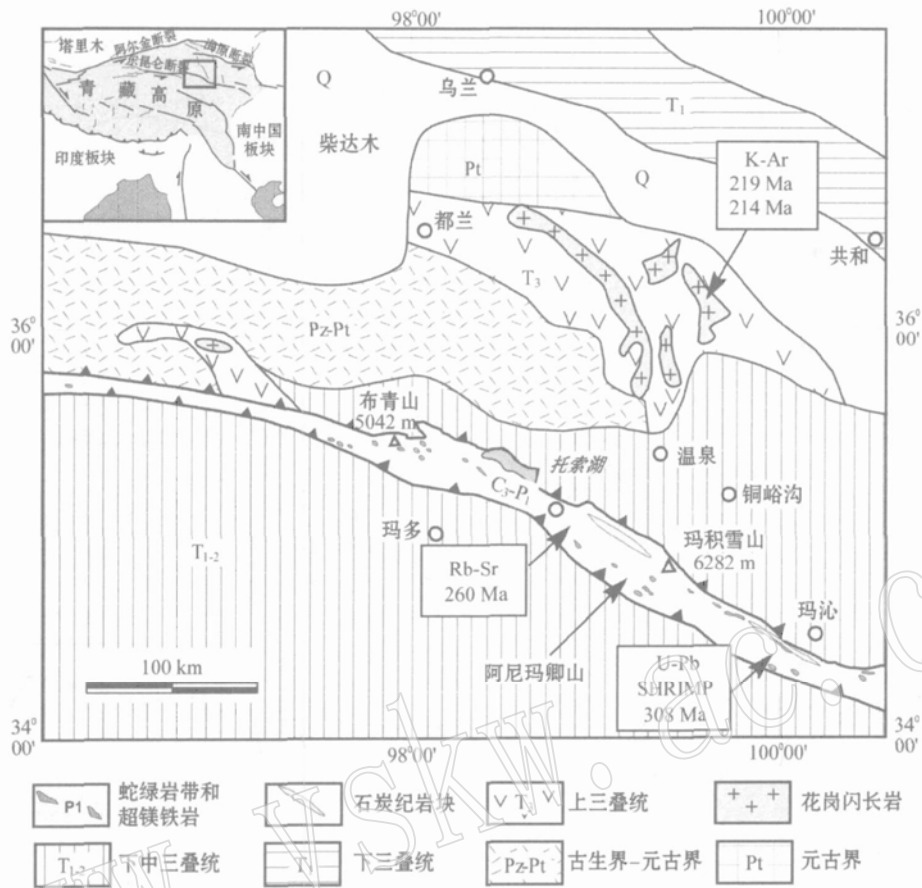 98°00'
100°00'
塔里木
阿尔金断裂
海原断裂
东昆仑断裂
青藏高原
南中国
板块
印度板块
Q
柴达木
乌兰
T₁
Pt
Q
K-Ar
219 Ma
214 Ma
都兰
共和
T₃
36°
00'
36°
00'
Pz-Pt
布青山
5042 m
托索湖
温泉
C₃-P₁
铜峪沟
玛多
玛积雪山
6282 m
T₁₋₂
Rb-Sr
260 Ma
玛沁
100 km
阿尼玛卿山
U-Pb
SHRIMP
308 Ma
34°
00'
34°
00'
98°00'
100°00'
P1
蛇绿岩带和
超镁铁岩
石炭纪岩块
T
上三叠统
花岗闪长岩
T₁₋₂
下中三叠统
T
下三叠统
Pz-Pt
古生界-元古界
Pt
元古界